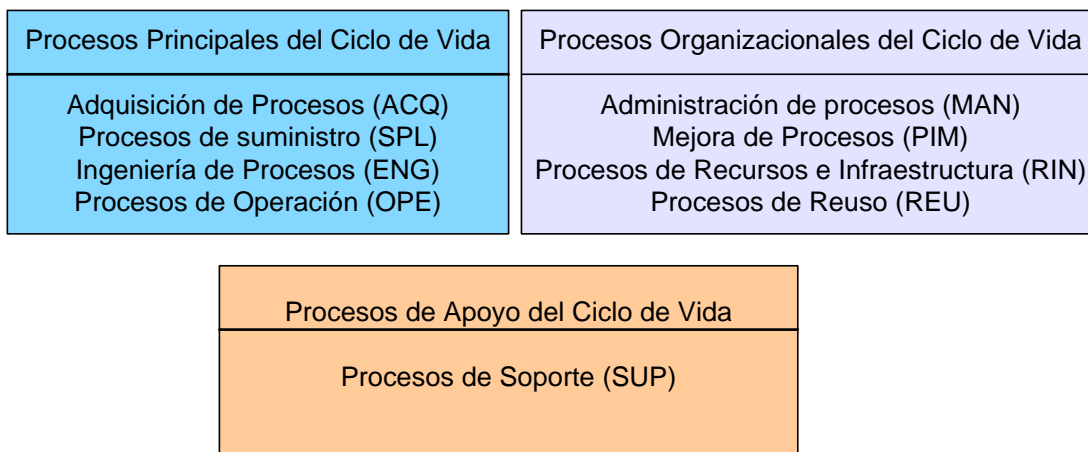 Procesos Principales del Ciclo de Vida
Adquisición de Procesos (ACQ)
Procesos de suministro (SPL)
Ingeniería de Procesos (ENG)
Procesos de Operación (OPE)
Procesos Organizacionales del Ciclo de Vida
Administración de procesos (MAN)
Mejora de Procesos (PIM)
Procesos de Recursos e Infraestructura (RIN)
Procesos de Reuso (REU)
Procesos de Apoyo del Ciclo de Vida
Procesos de Soporte (SUP)